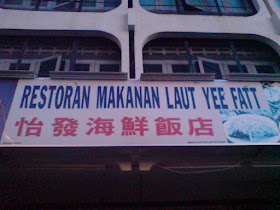 RESTORAN MAKANAN LAUT YEE FATT
怡發海鮮飯店